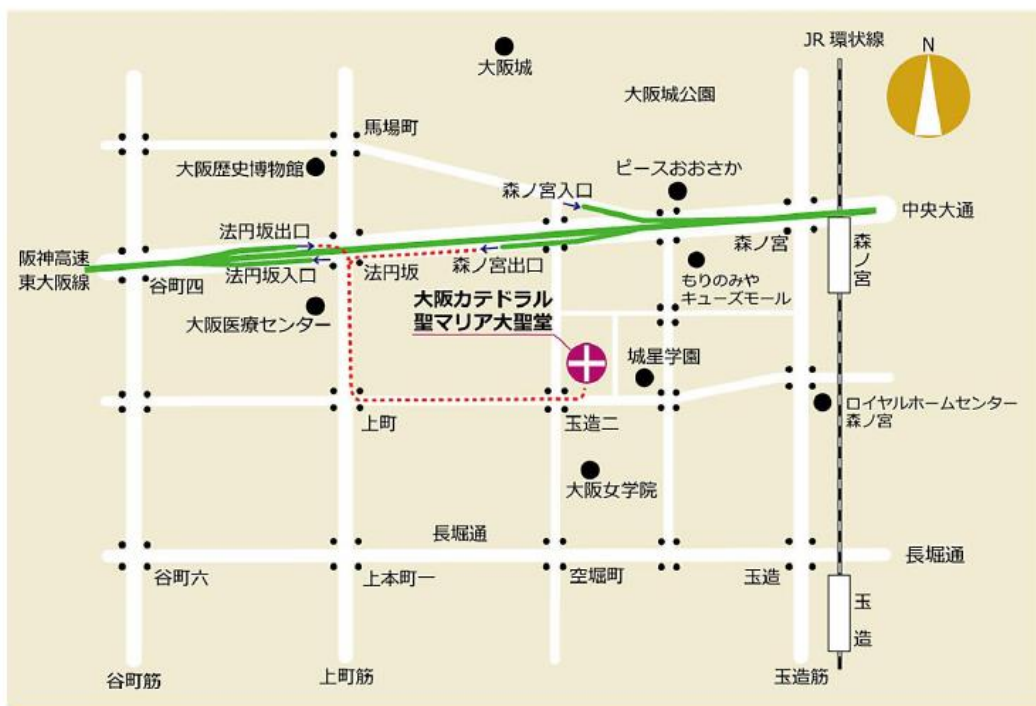 JR 環状線
N
大阪城
大阪城公園
馬場町
大阪歴史博物館
ピースおおさか
森ノ宮入口
中央大通
法円坂出口
阪神高速
東大阪線
谷町四
法円坂入口
法円坂
森ノ宮出口
森ノ宮
森ノ宮
もりのみや
キューズモール
大阪医療センター
大阪カテドラル
聖マリア大聖堂
城星学園
上町
玉造二
ロイヤルホームセンター
森ノ宮
大阪女学院
長堀通
長堀通
谷町六
上本町一
空堀町
玉造
玉造
谷町筋
上町筋
玉造筋